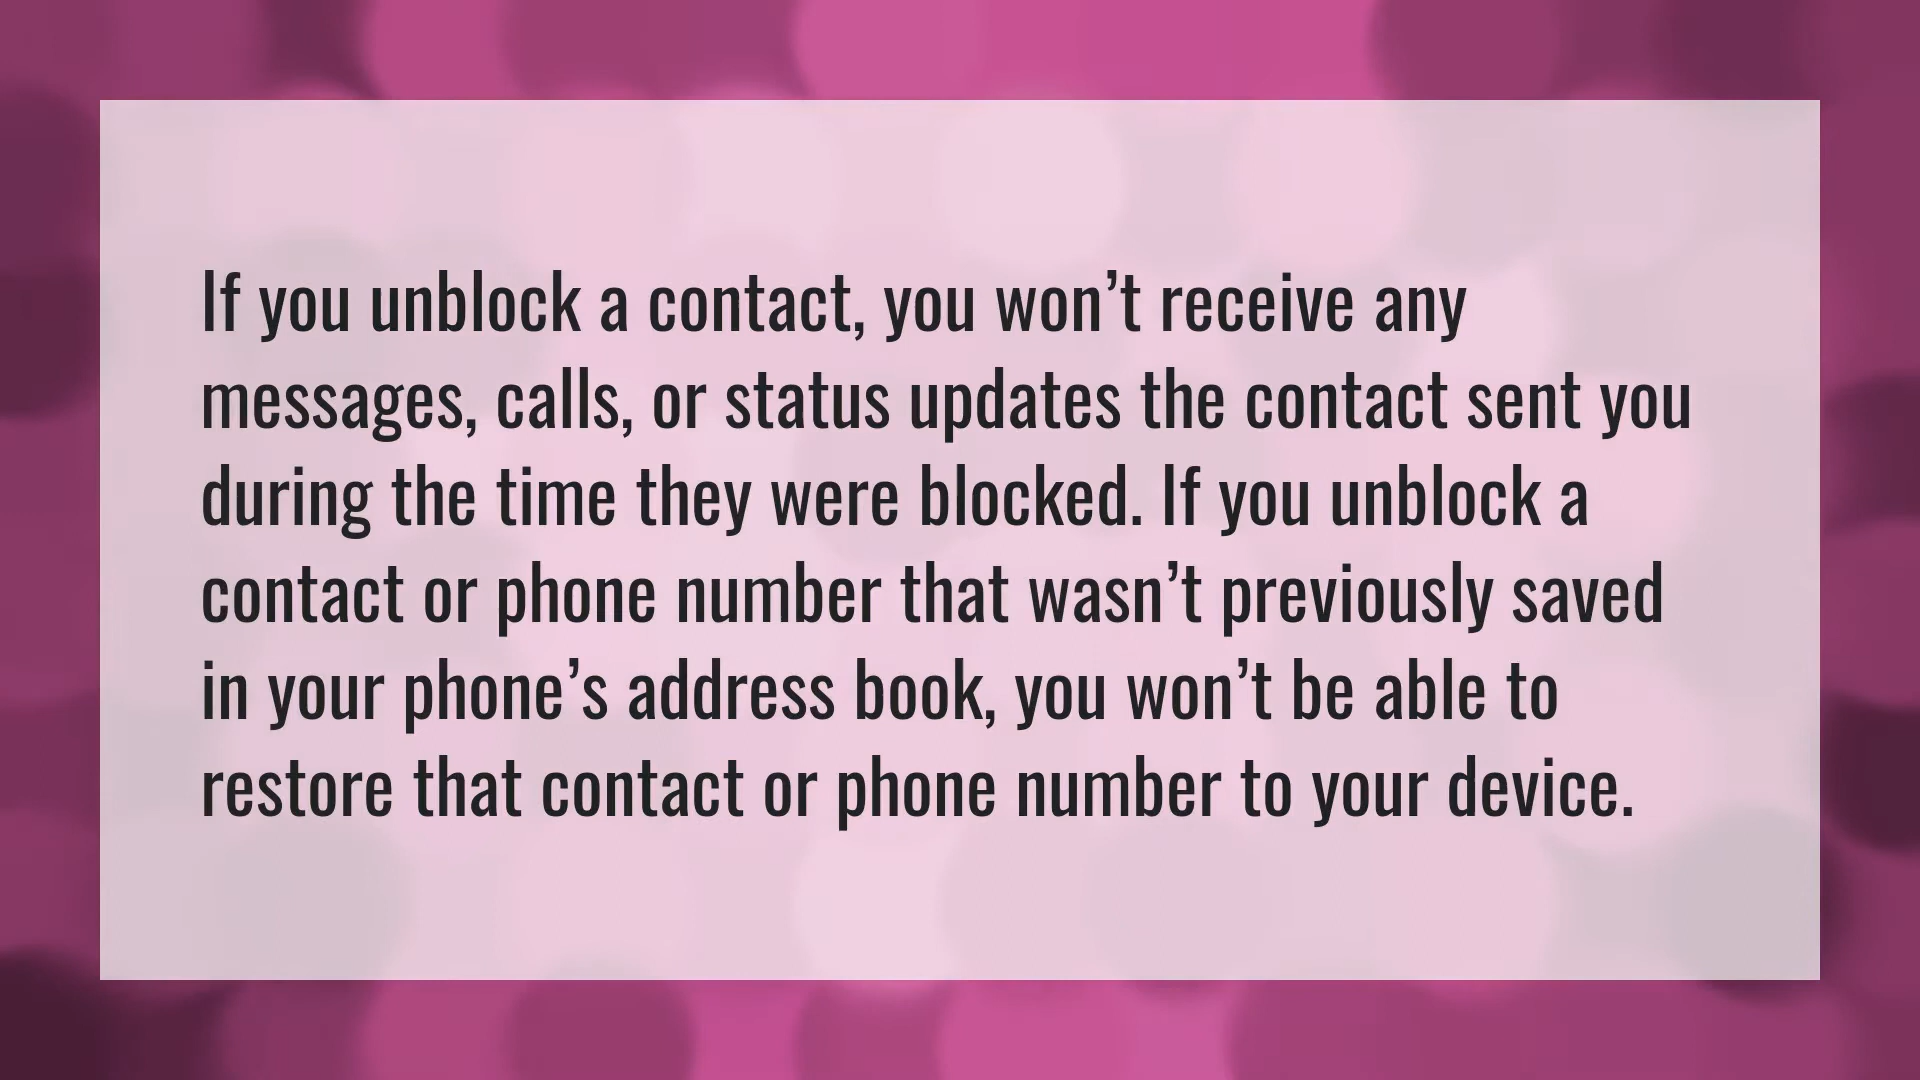 If you unblock a contact, you won’t receive any
messages, calls, or status updates the contact sent you
during the time they were blocked. If you unblock a
contact or phone number that wasn’t previously saved
in your phone’s address book, you won’t be able to
restore that contact or phone number to your device.